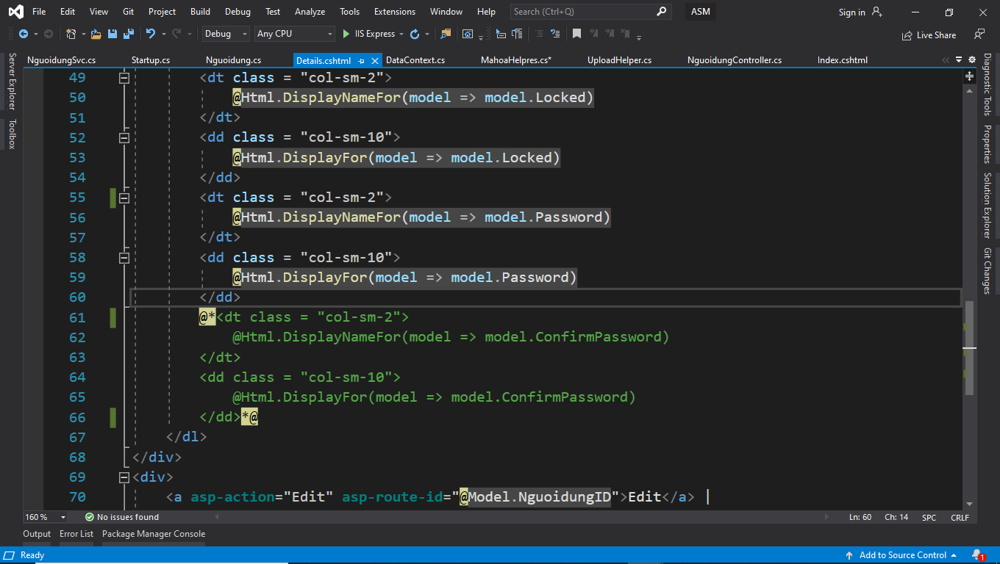 File Edit View Git Project Build Debug Test Analyze Tools Extensions Window Help Search (Ctrl+Q) ASM Sign in
Debug Any CPU IIS Express Live Share
NguoidungSvc.cs Startup.cs Nguoidung.cs Details.cshtml DataContext.cs MahoaHelpres.cs* UploadHelper.cs NguoidungController.cs Index.cshtml
Server Explorer
Toolbox
49 <dt class = "col-sm-2">
50 @Html.DisplayNameFor(model => model.Locked)
51 </dt>
52 <dd class = "col-sm-10">
53 @Html.DisplayFor(model => model.Locked)
54 </dd>
55 <dt class = "col-sm-2">
56 @Html.DisplayNameFor(model => model.Password)
57 </dt>
58 <dd class = "col-sm-10">
59 @Html.DisplayFor(model => model.Password)
60 </dd>
61 @*<dt class = "col-sm-2">
62 @Html.DisplayNameFor(model => model.ConfirmPassword)
63 </dt>
64 <dd class = "col-sm-10">
65 @Html.DisplayFor(model => model.ConfirmPassword)
66 </dd>*@
67 </dl>
68 </div>
69 <div>
70 <a asp-action="Edit" asp-route-id="@Model.NguoidungID">Edit</a> |
Diagnostic Tools
Properties
Solution Explorer
Git Changes
160 % No issues found Ln: 60 Ch: 14 SPC CRLF
Output Error List Package Manager Console
Ready Add to Source Control 1